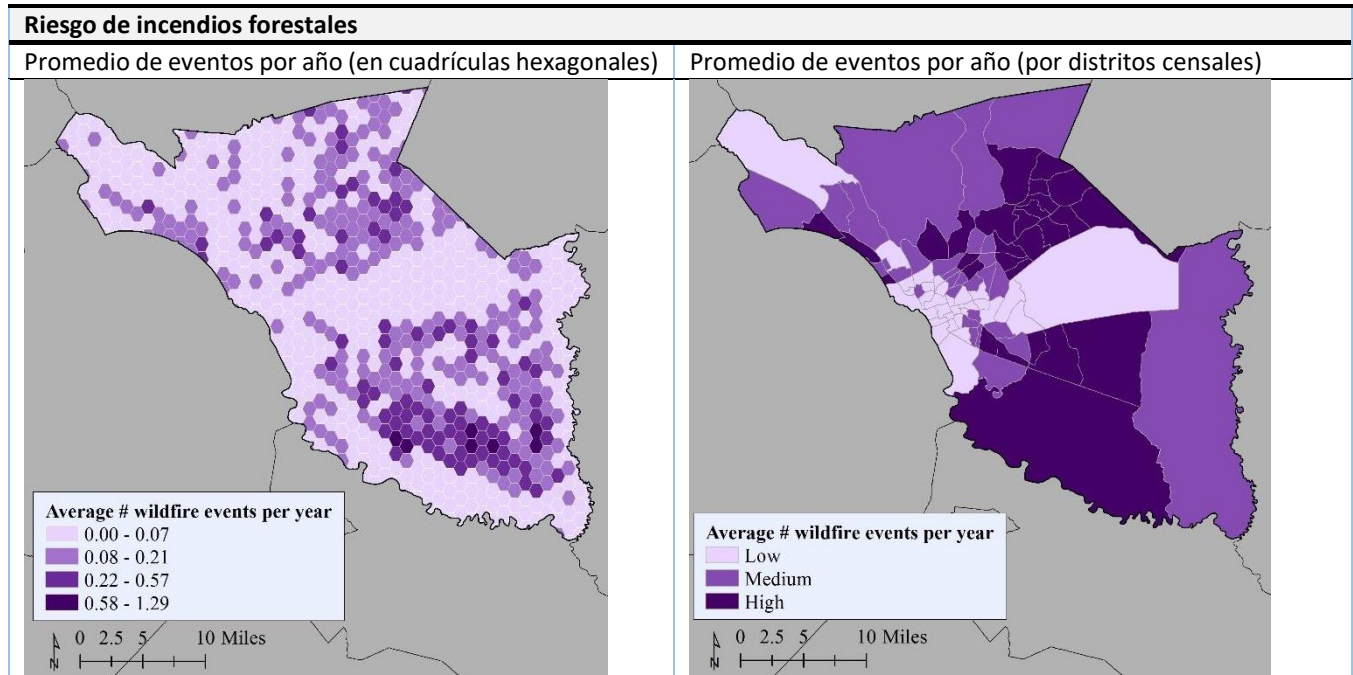 Riesgo de incendios forestales
Promedio de eventos por año (en cuadrículas hexagonales)
Promedio de eventos por año (por distritos censales)
Average # wildfire events per year
0.00 - 0.07
0.08 - 0.21
0.22 - 0.57
0.58 - 1.29
N
0 2.5 5 10 Miles
Average # wildfire events per year
Low
Medium
High
N
0 2.5 5 10 Miles